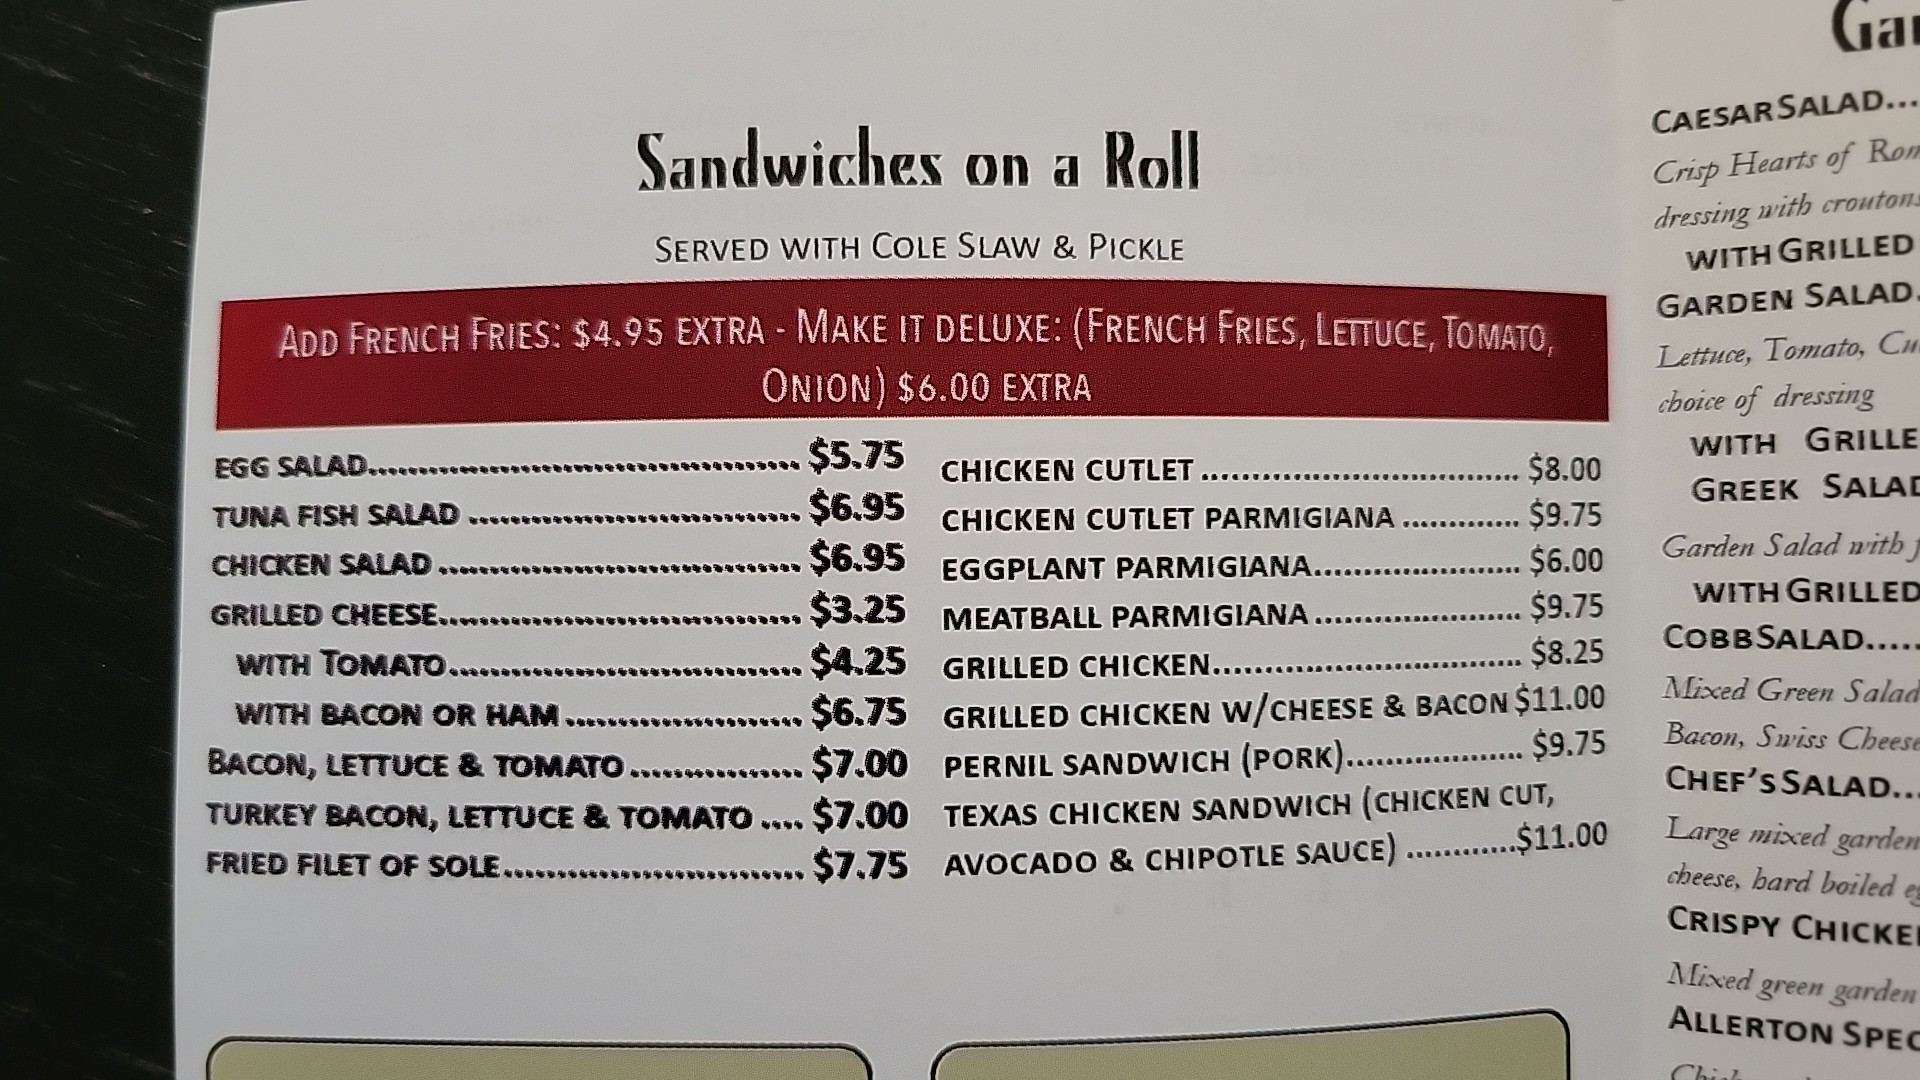 Sandwiches on a Roll
SERVED WITH COLE SLAW & PICKLE
ADD FRENCH FRIES: $4.95 EXTRA - MAKE IT DELUXE: (FRENCH FRIES, LETTUCE, TOMATO,
ONION) $6.00 EXTRA
EGG SALAD........................................ $5.75
TUNA FISH SALAD ................................ $6.95
CHICKEN SALAD ................................... $6.95
GRILLED CHEESE................................... $3.25
WITH TOMATO.................................. $4.25
WITH BACON OR HAM....................... $6.75
BACON, LETTUCE & TOMATO ................. $7.00
TURKEY BACON, LETTUCE & TOMATO .... $7.00
FRIED FILET OF SOLE............................. $7.75
CHICKEN CUTLET ................................ $8.00
CHICKEN CUTLET PARMIGIANA ............. $9.75
EGGPLANT PARMIGIANA..................... $6.00
MEATBALL PARMIGIANA ..................... $9.75
GRILLED CHICKEN............................... $8.25
GRILLED CHICKEN W/CHEESE & BACON $11.00
PERNIL SANDWICH (PORK).................. $9.75
TEXAS CHICKEN SANDWICH (CHICKEN CUT,
AVOCADO & CHIPOTLE SAUCE) ............$11.00
CAESAR SALAD...
Crisp Hearts of
dressing with croutons
WITH GRILLED
GARDEN SALAD.
Lettuce, Tomato,
choice of dressing
WITH
GREEK SALAD
Garden Salad with
WITH GRILLED
COBB SALAD.....
Mixed Green Salad
Bacon, Swiss Cheese
CHEF'S SALAD...
Large mixed garden
cheese, hard boiled
CRISPY
Mixed green garden
ALLERTON